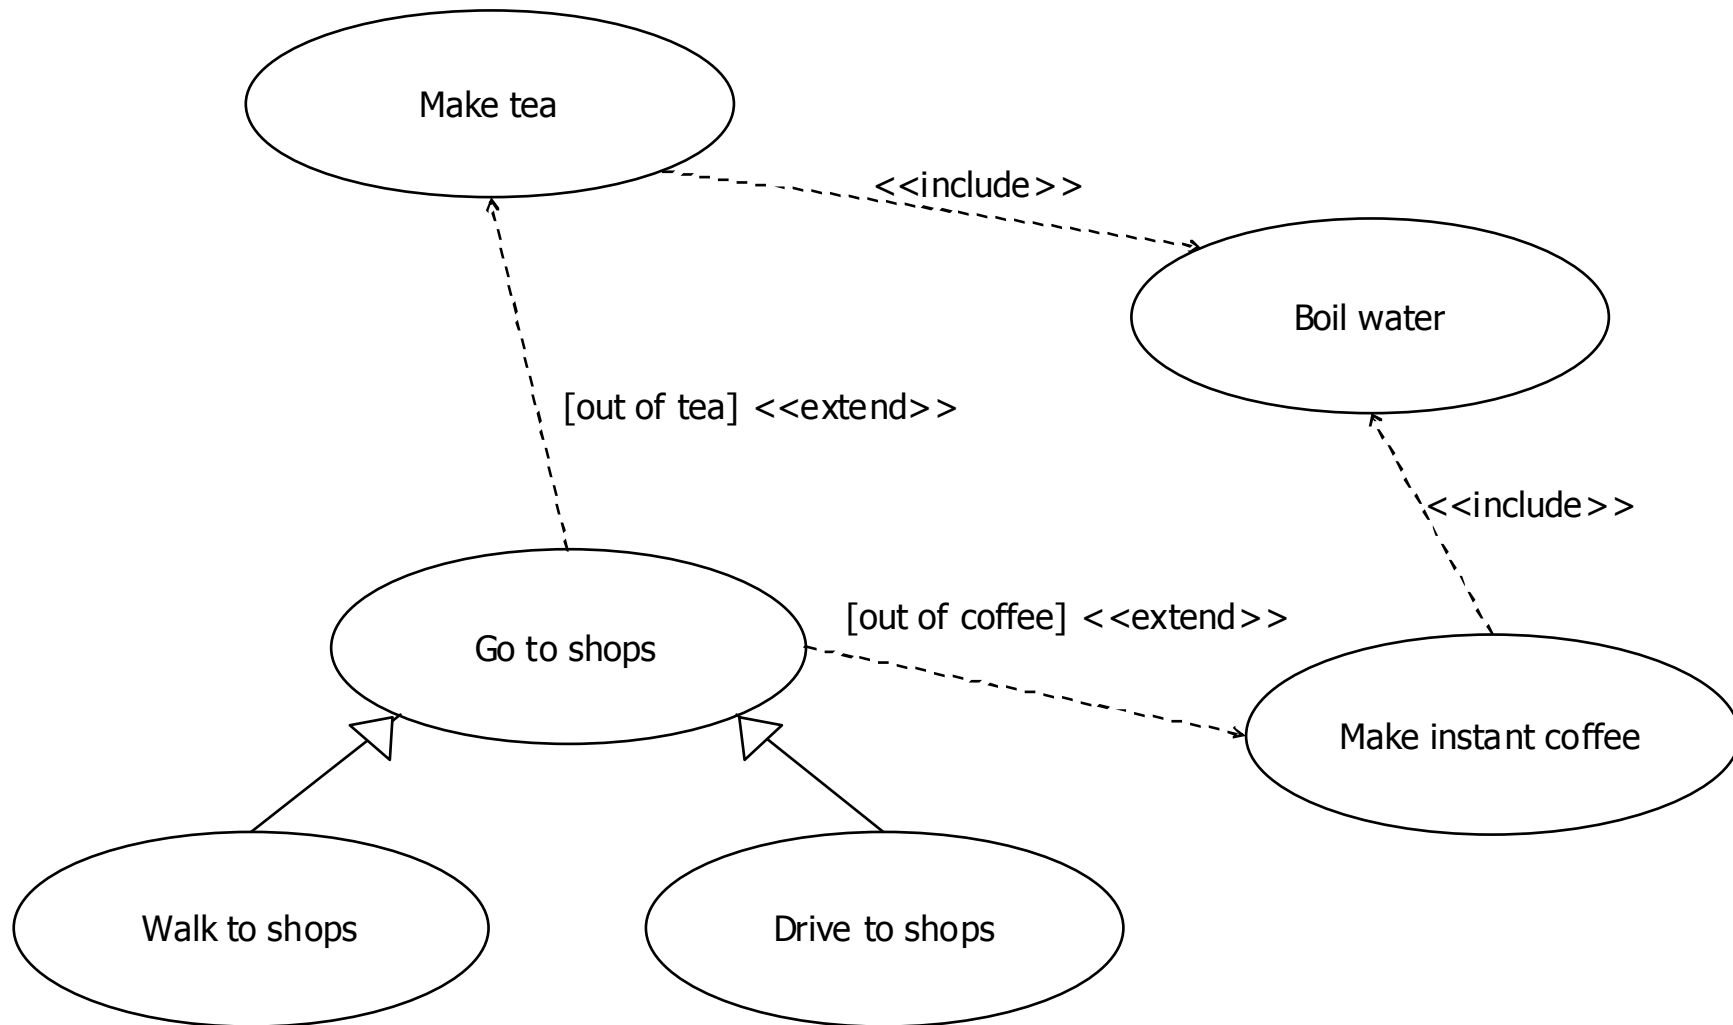 Make tea
<<include>>
Boil water
[out of tea] <<extend>>
<<include>>
[out of coffee] <<extend>>
Go to shops
Make instant coffee
Walk to shops
Drive to shops